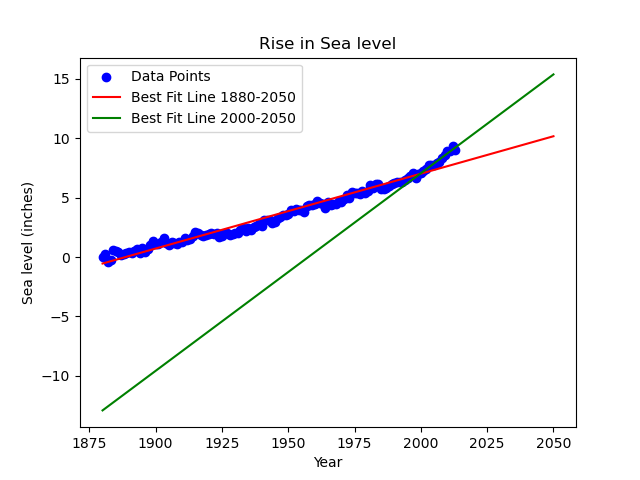 Rise in Sea level
Data Points
Best Fit Line 1880-2050
Best Fit Line 2000-2050
15
10
5
0
−5
−10
Sea level (inches)
1875 1900 1925 1950 1975 2000 2025 2050
Year